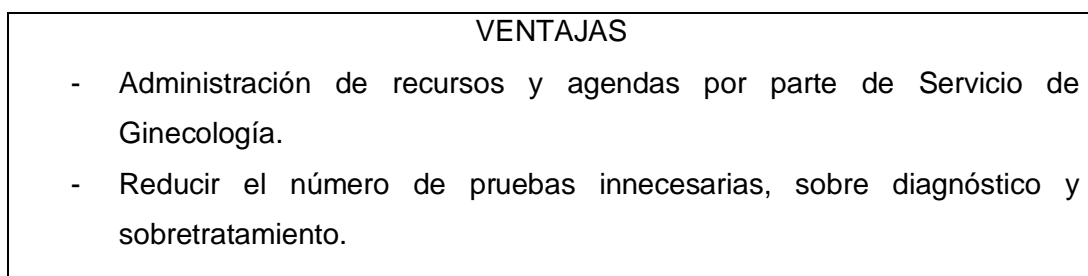 VENTAJAS
- Administración de recursos y agendas por parte de Servicio de
Ginecología.
- Reducir el número de pruebas innecesarias, sobre diagnóstico y
sobretratamiento.